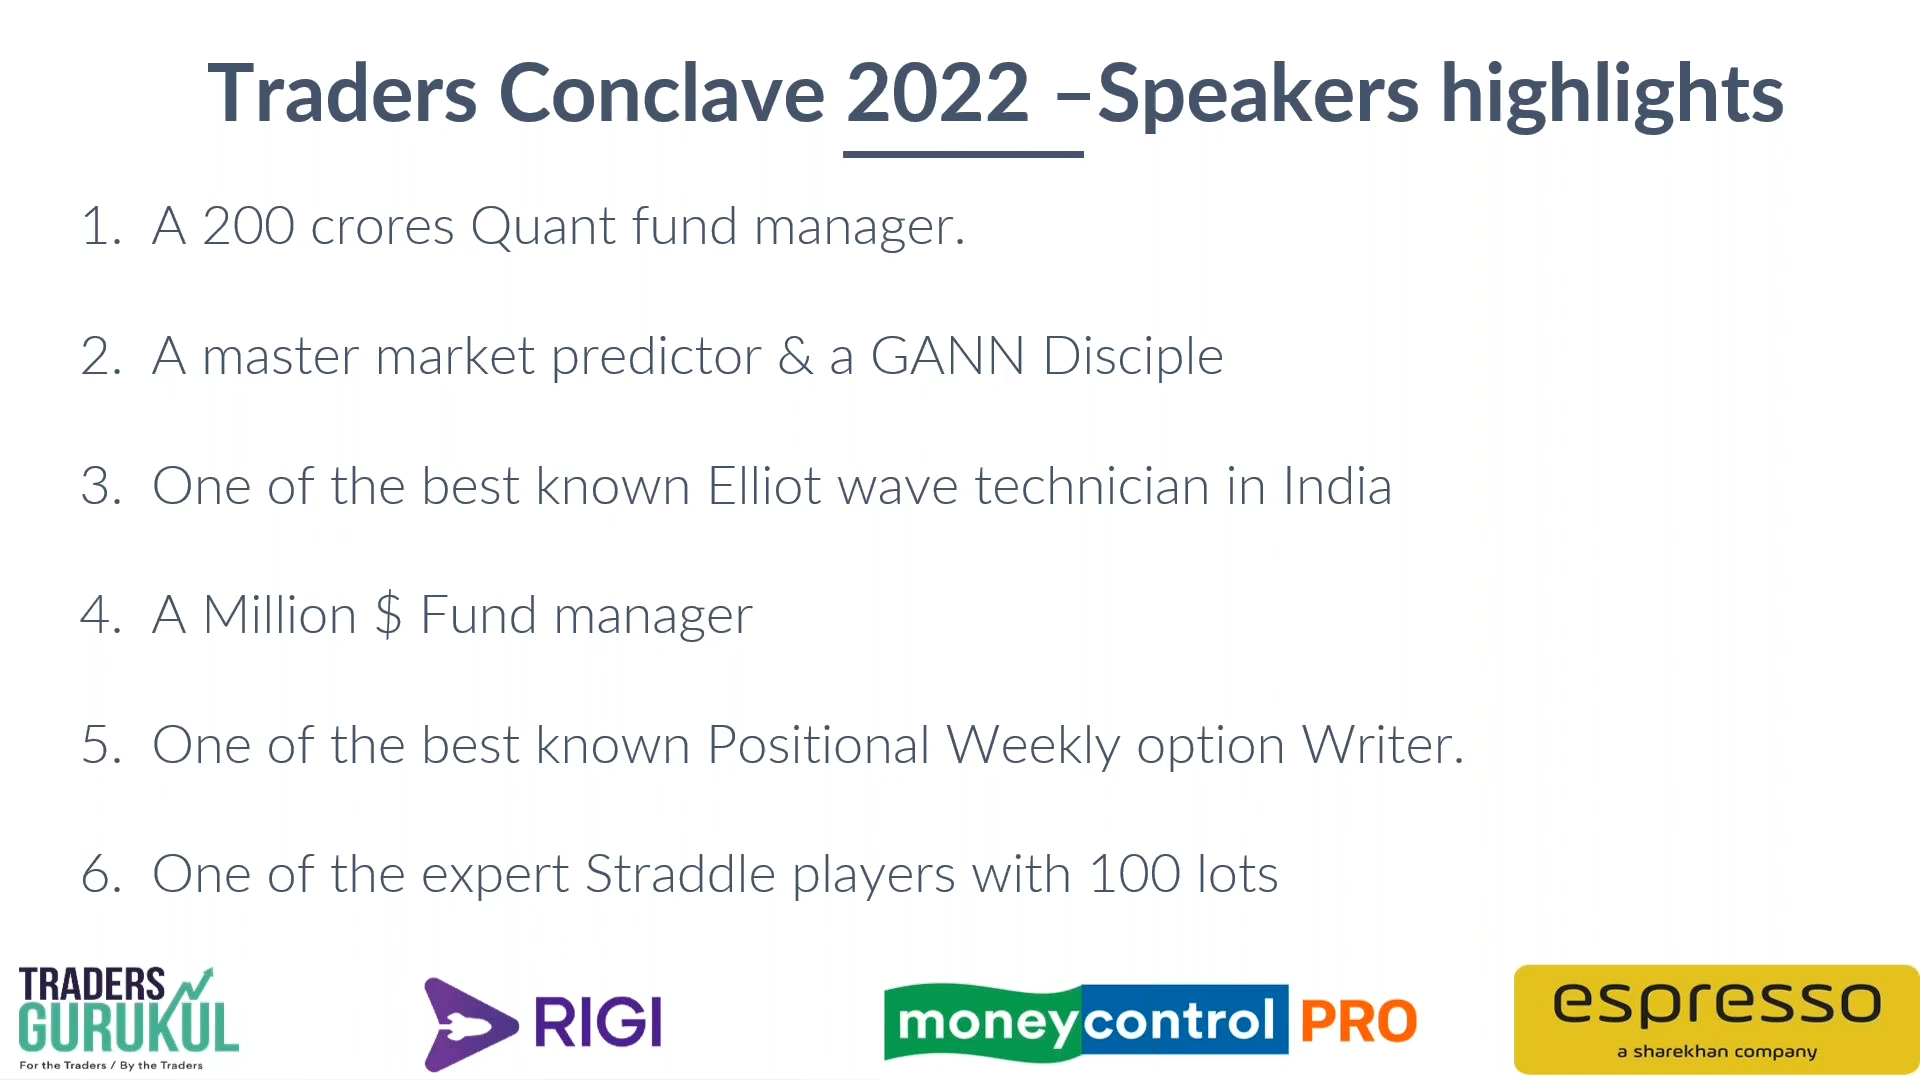 Traders Conclave 2022 –Speakers highlights
1. A 200 crores Quant fund manager.
2. A master market predictor & a GANN Disciple
3. One of the best known Elliot wave technician in India
4. A Million $ Fund manager
5. One of the best known Positional Weekly option Writer.
6. One of the expert Straddle players with 100 lots
TRADERS
GURUKUL
For the Traders / By the Traders
RIGI
moneycontrol PRO
espresso
a sharekhan company